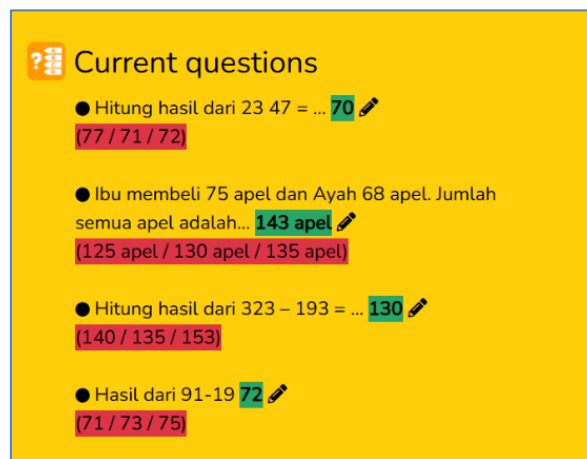 Current questions
● Hitung hasil dari 23 47 = ... 70
(77 / 71 / 72)
● Ibu membeli 75 apel dan Ayah 68 apel. Jumlah
semua apel adalah... 143 apel
(125 apel / 130 apel / 135 apel)
● Hitung hasil dari 323 – 193 = ... 130
(140 / 135 / 153)
● Hasil dari 91-19 72
(71 / 73 / 75)